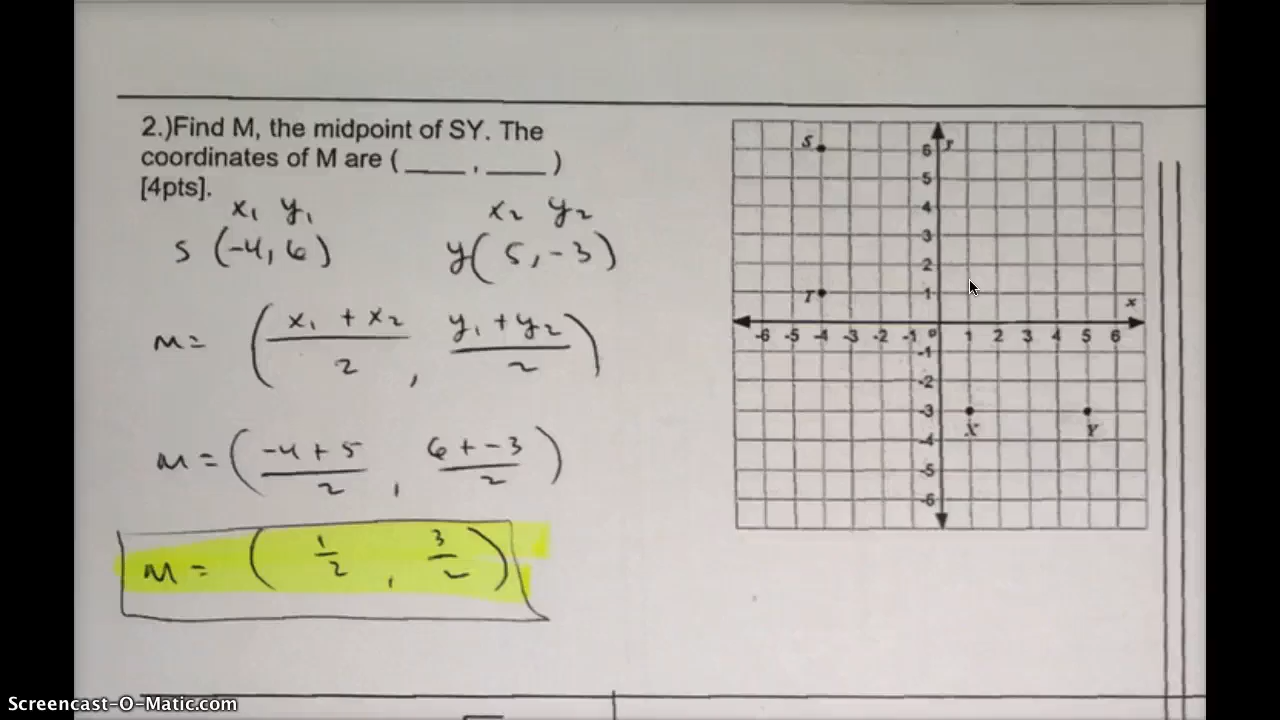 2.)Find M, the midpoint of SY. The
coordinates of M are ( ____ , ____ )
[4pts].
x₁ y₁ x₂ y₂
S (-4, 6) y( 5, -3 )
M = ( x₁ + x₂ / 2 , y₁ + y₂ / 2 )
M = ( -4 + 5 / 2 , 6 + -3 / 2 )
M = ( 1/2 , 3/2 )
S
y
6
5
4
3
2
T
1
x
-6 -5 -4 -3 -2 -1 0 1 2 3 4 5 6
-1
-2
-3
X Y
-4
-5
-6
Screencast-O-Matic.com